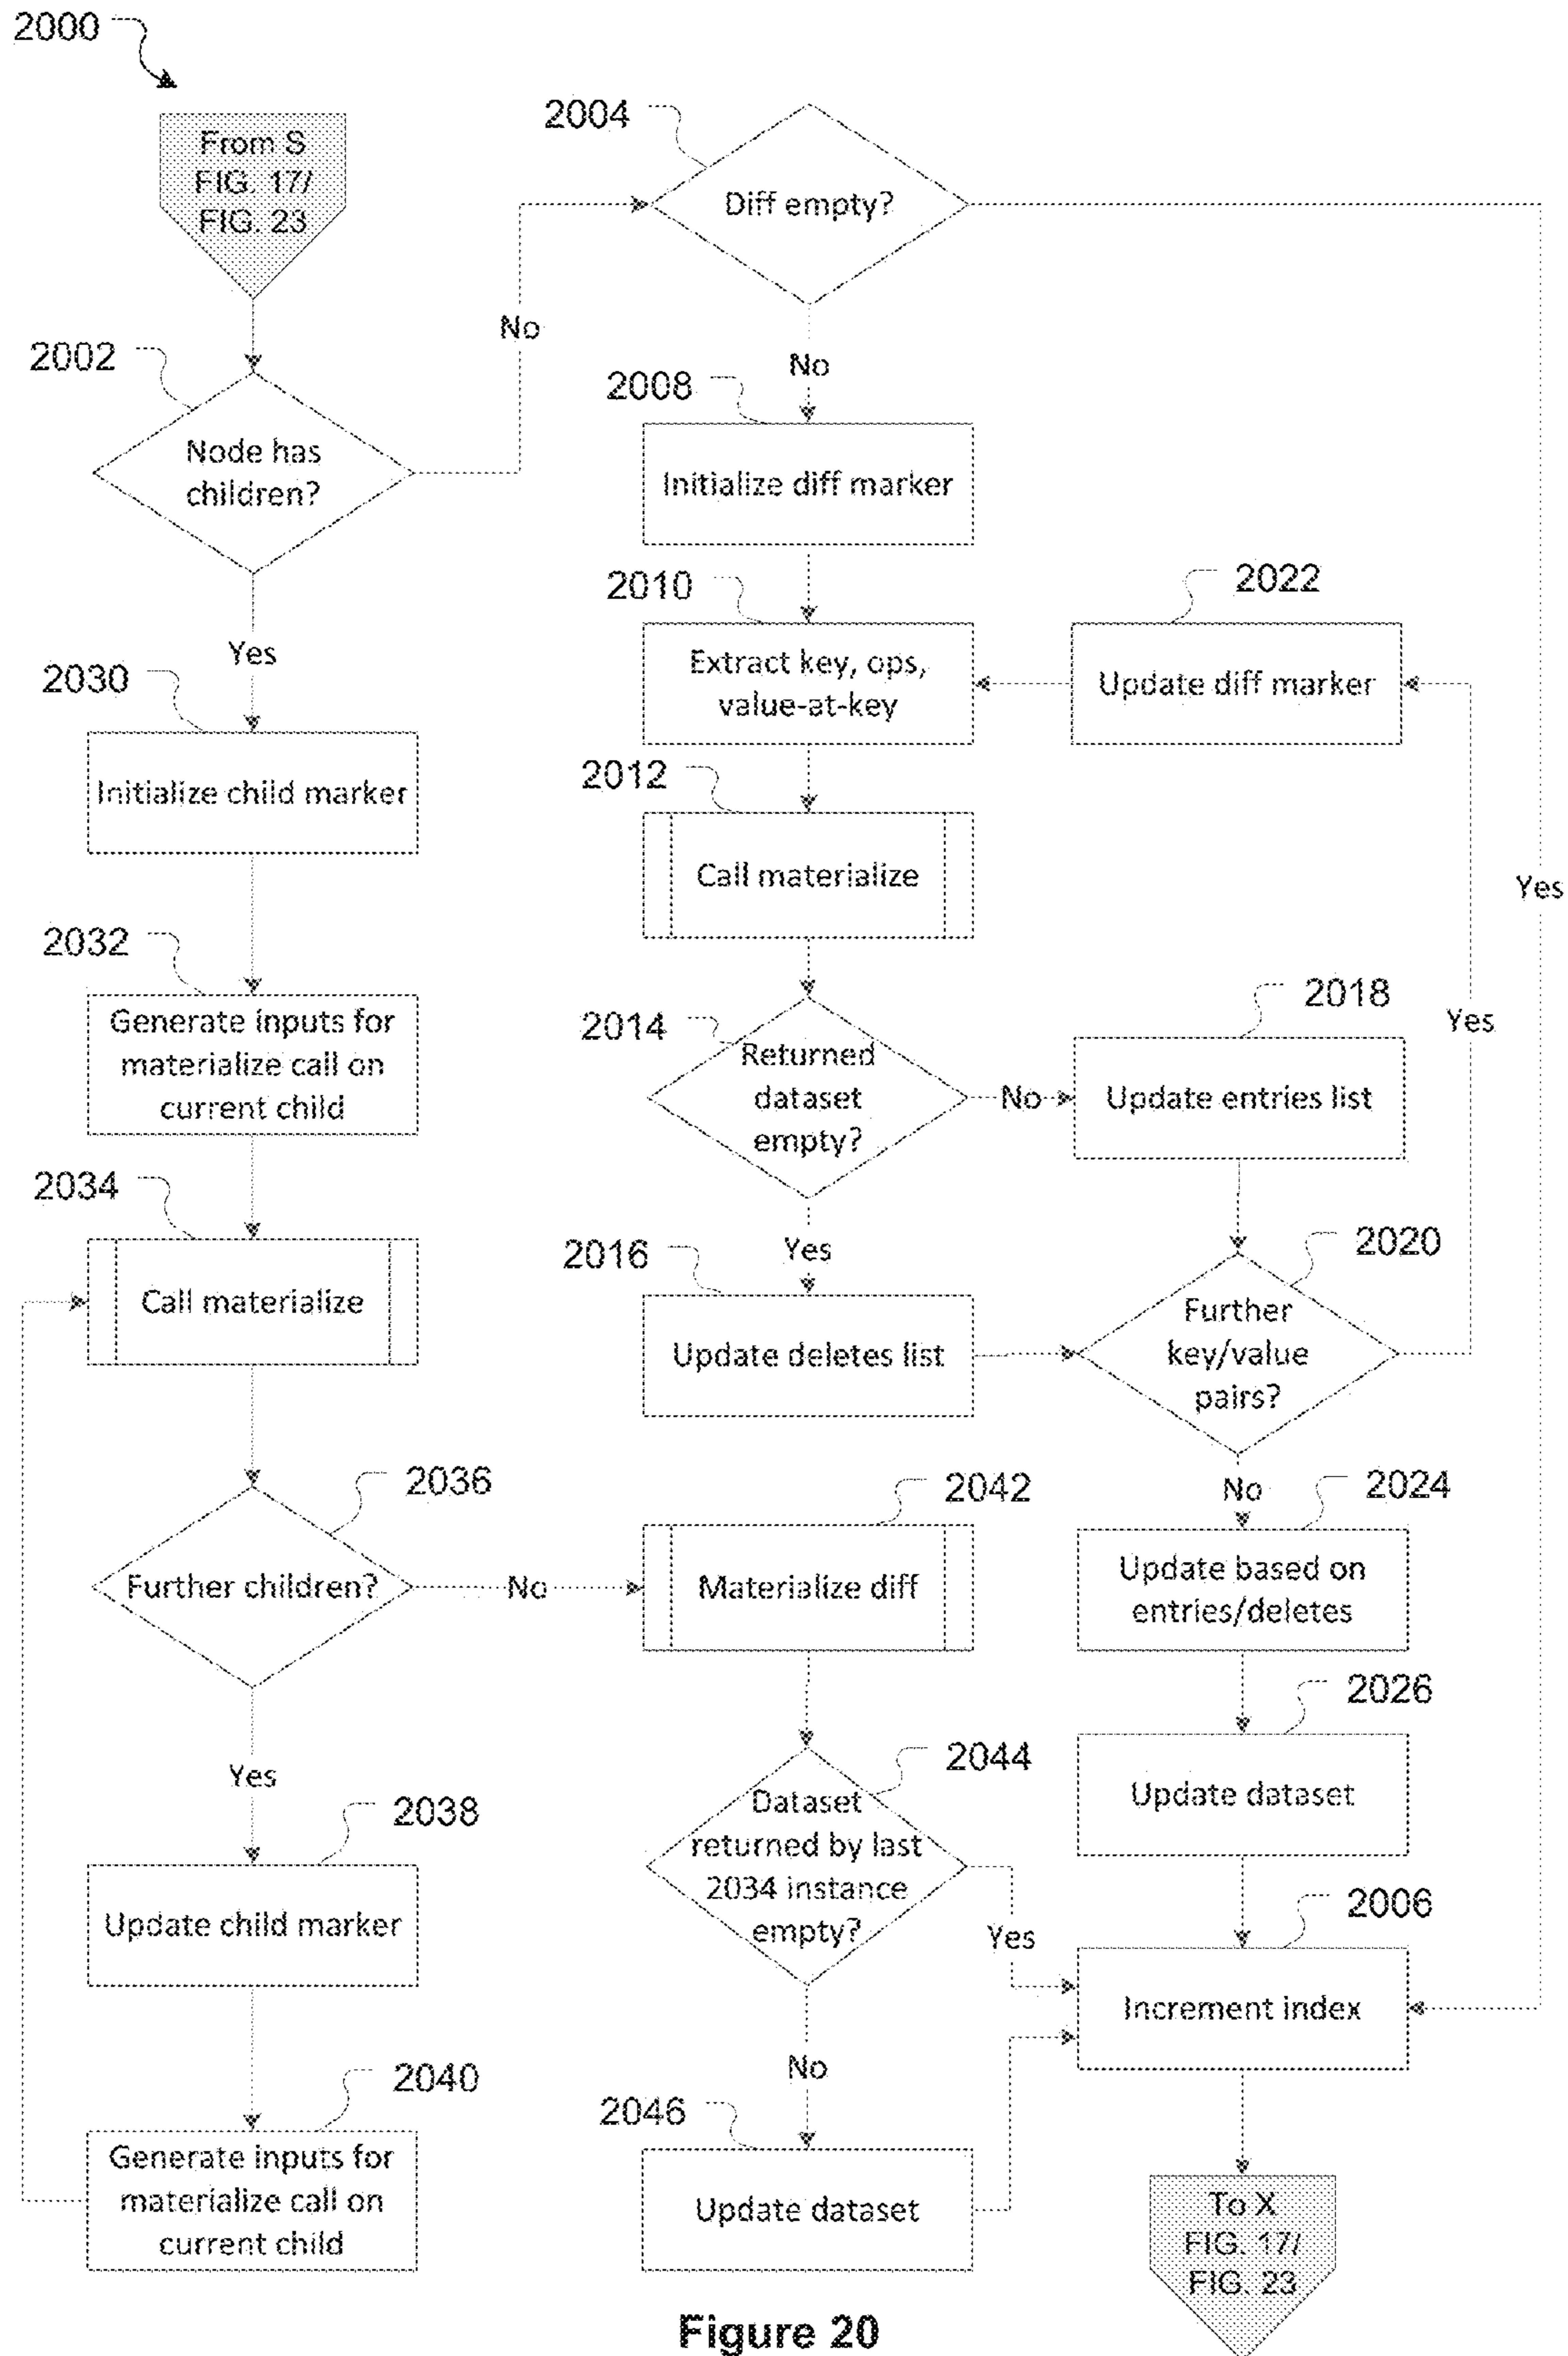 2000
From S
FIG. 17/
FIG. 23
2002
Node has
children?
No
Yes
2004
Diff empty?
No
Yes
2008
Initialize diff marker
2010
Extract key, ops,
value-at-key
2022
Update diff marker
2012
Call materialize
2014
Returned
dataset
empty?
No
Yes
2018
Update entries list
2016
Update deletes list
2020
Further
key/value
pairs?
Yes
No
2024
Update based on
entries/deletes
2026
Update dataset
2006
Increment index
To X
FIG. 17/
FIG. 23
2030
Initialize child marker
2032
Generate inputs for
materialize call on
current child
2034
Call materialize
2036
Further children?
No
Yes
2038
Update child marker
2040
Generate inputs for
materialize call on
current child
2042
Materialize diff
2044
Dataset
returned by last
2034 instance
empty?
Yes
No
2046
Update dataset
Figure 20